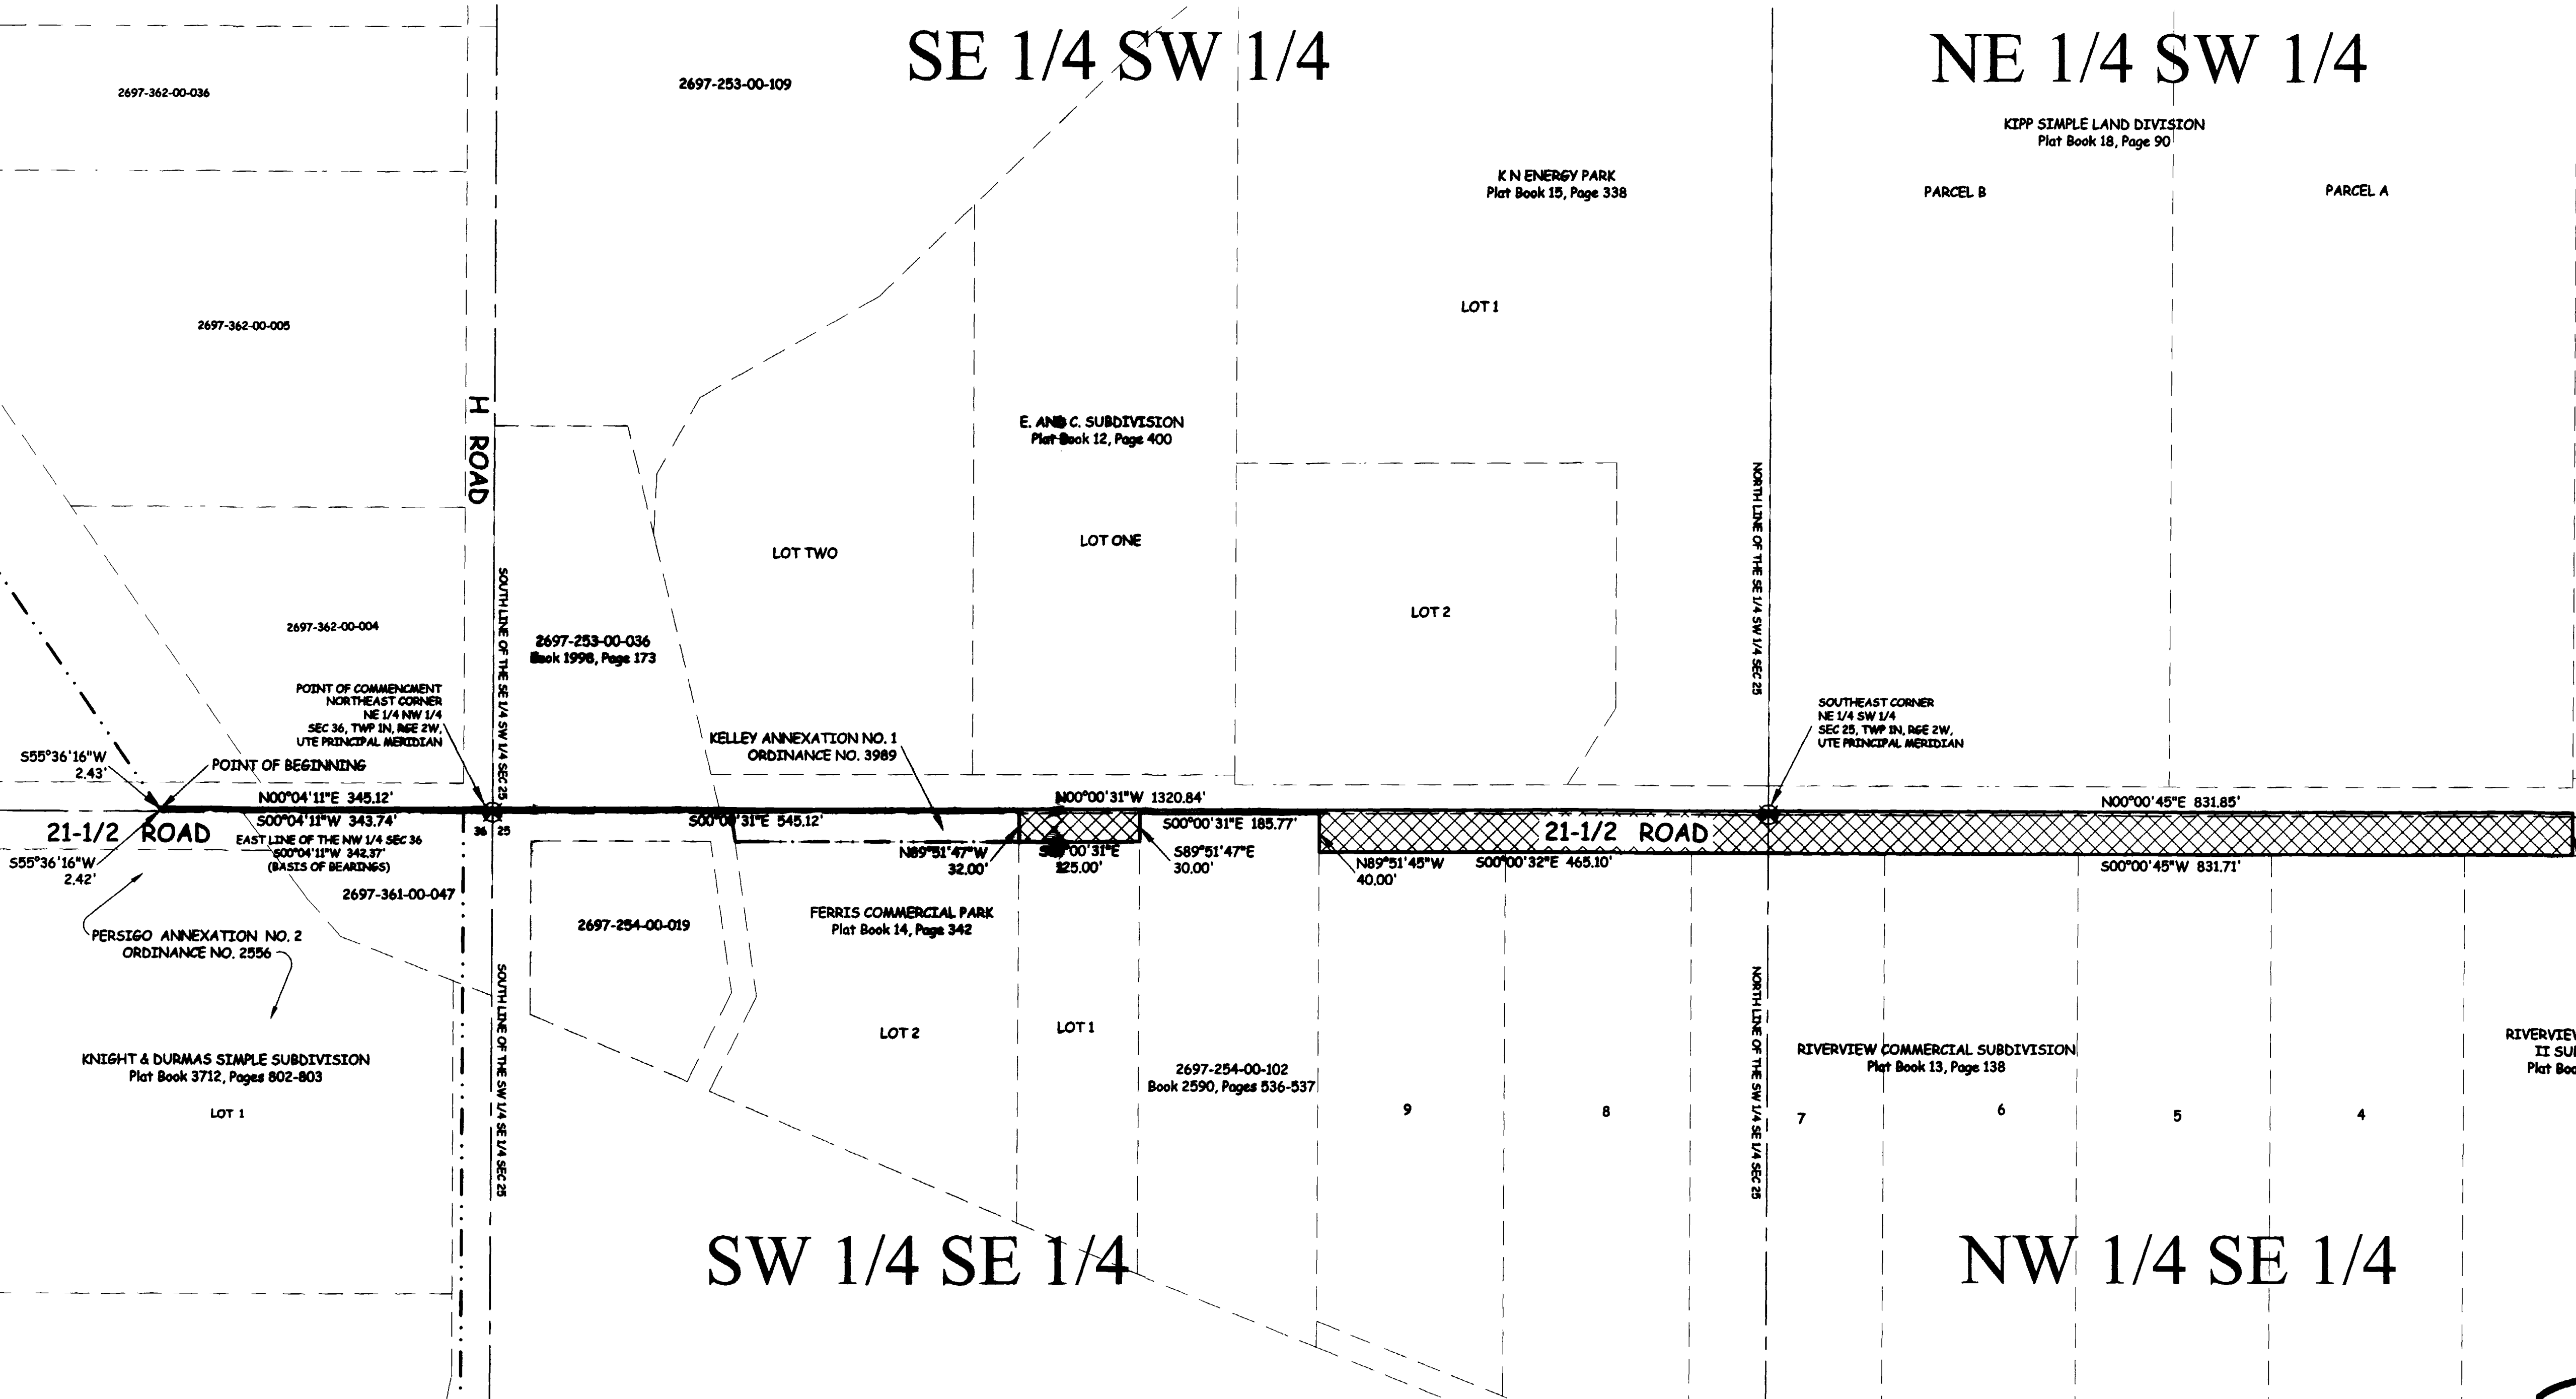 SE 1/4 SW 1/4
NE 1/4 SW 1/4
2697-362-00-036
2697-253-00-109
KIPP SIMPLE LAND DIVISION
Plat Book 18, Page 90
K N ENERGY PARK
Plat Book 15, Page 338
PARCEL B
PARCEL A
LOT 1
2697-362-00-005
H ROAD
E. AND C. SUBDIVISION
Plat Book 12, Page 400
LOT TWO
LOT ONE
LOT 2
NORTH LINE OF THE SE 1/4 SW 1/4 SEC 25
SOUTH LINE OF THE SE 1/4 SW 1/4 SEC 25
2697-362-00-004
2697-253-00-036
Book 1998, Page 173
POINT OF COMMENCMENT
NORTHEAST CORNER
NE 1/4 NW 1/4
SEC 36, TWP 1N, RGE 2W,
UTE PRINCIPAL MERIDIAN
SOUTHEAST CORNER
NE 1/4 SW 1/4
SEC 25, TWP 1N, RGE 2W,
UTE PRINCIPAL MERIDIAN
KELLEY ANNEXATION NO. 1
ORDINANCE NO. 3989
S55°36'16"W
2.43'
POINT OF BEGINNING
N00°04'11"E 345.12'
N00°00'31"W 1320.84'
N00°00'45"E 831.85'
S00°04'11"W 343.74'
S00°00'31"E 545.12'
S00°00'31"E 185.77'
21-1/2 ROAD
36 25
21-1/2 ROAD
EAST LINE OF THE NW 1/4 SEC 36
S00°04'11"W 342.37'
(BASIS OF BEARINGS)
S55°36'16"W
2.42'
N89°51'47"W
32.00'
00'31"E
125.00'
S89°51'47"E
30.00'
N89°51'45"W
40.00'
S00°00'32"E 465.10'
S00°00'45"W 831.71'
2697-361-00-047
PERSIGO ANNEXATION NO. 2
ORDINANCE NO. 2556
2697-254-00-019
FERRIS COMMERCIAL PARK
Plat Book 14, Page 342
SOUTH LINE OF THE SW 1/4 SE 1/4 SEC 25
NORTH LINE OF THE SW 1/4 SE 1/4 SEC 25
LOT 2
LOT 1
KNIGHT & DURMAS SIMPLE SUBDIVISION
Plat Book 3712, Pages 802-803
LOT 1
2697-254-00-102
Book 2590, Pages 536-537
RIVERVIEW COMMERCIAL SUBDIVISION
Plat Book 13, Page 138
RIVERVIEW
II SU
Plat Boo
9
8
7
6
5
4
SW 1/4 SE 1/4
NW 1/4 SE 1/4